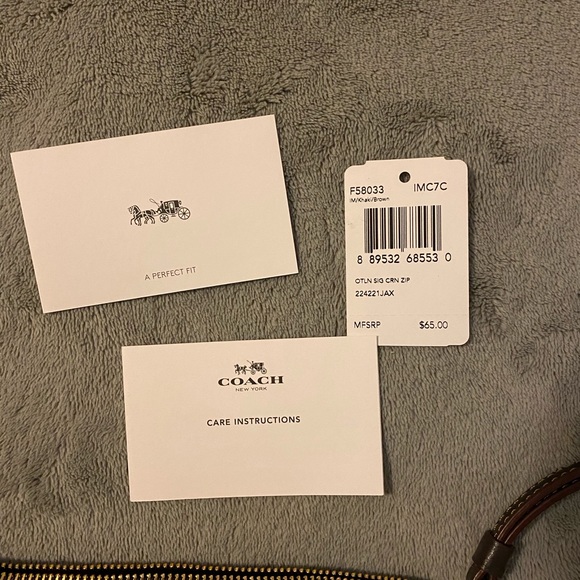 A PERFECT FIT
F58033 IMC7C
IM/Khaki/Brown
8 89532 68553 0
OTLN SIG CRN ZIP
224221JAX
MFSRP $65.00
COACH
NEW YORK
CARE INSTRUCTIONS